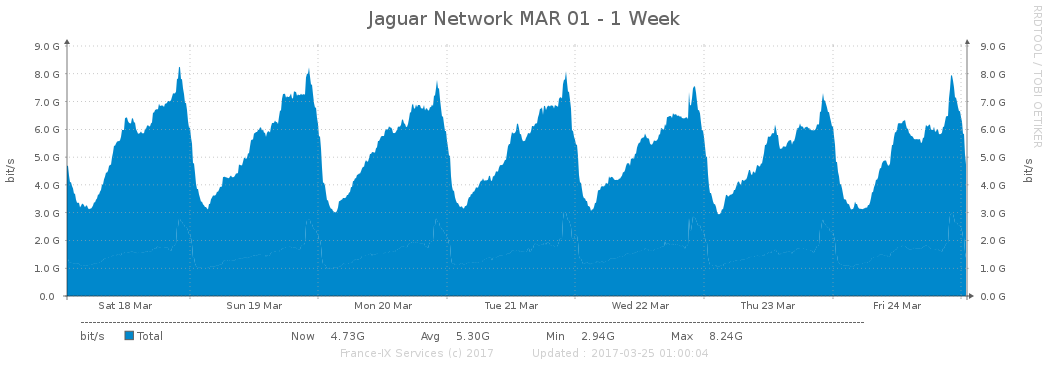 Jaguar Network MAR 01 - 1 Week
RRDTOOL / TOBI OETIKER
bit/s
bit/s
9.0 G 9.0 G
8.0 G 8.0 G
7.0 G 7.0 G
6.0 G 6.0 G
5.0 G 5.0 G
4.0 G 4.0 G
3.0 G 3.0 G
2.0 G 2.0 G
1.0 G 1.0 G
0.0 0.0 G
Sat 18 Mar Sun 19 Mar Mon 20 Mar Tue 21 Mar Wed 22 Mar Thu 23 Mar Fri 24 Mar
bit/s Total Now 4.73G Avg 5.30G Min 2.94G Max 8.24G
France-IX Services (c) 2017 Updated : 2017-03-25 01:00:04